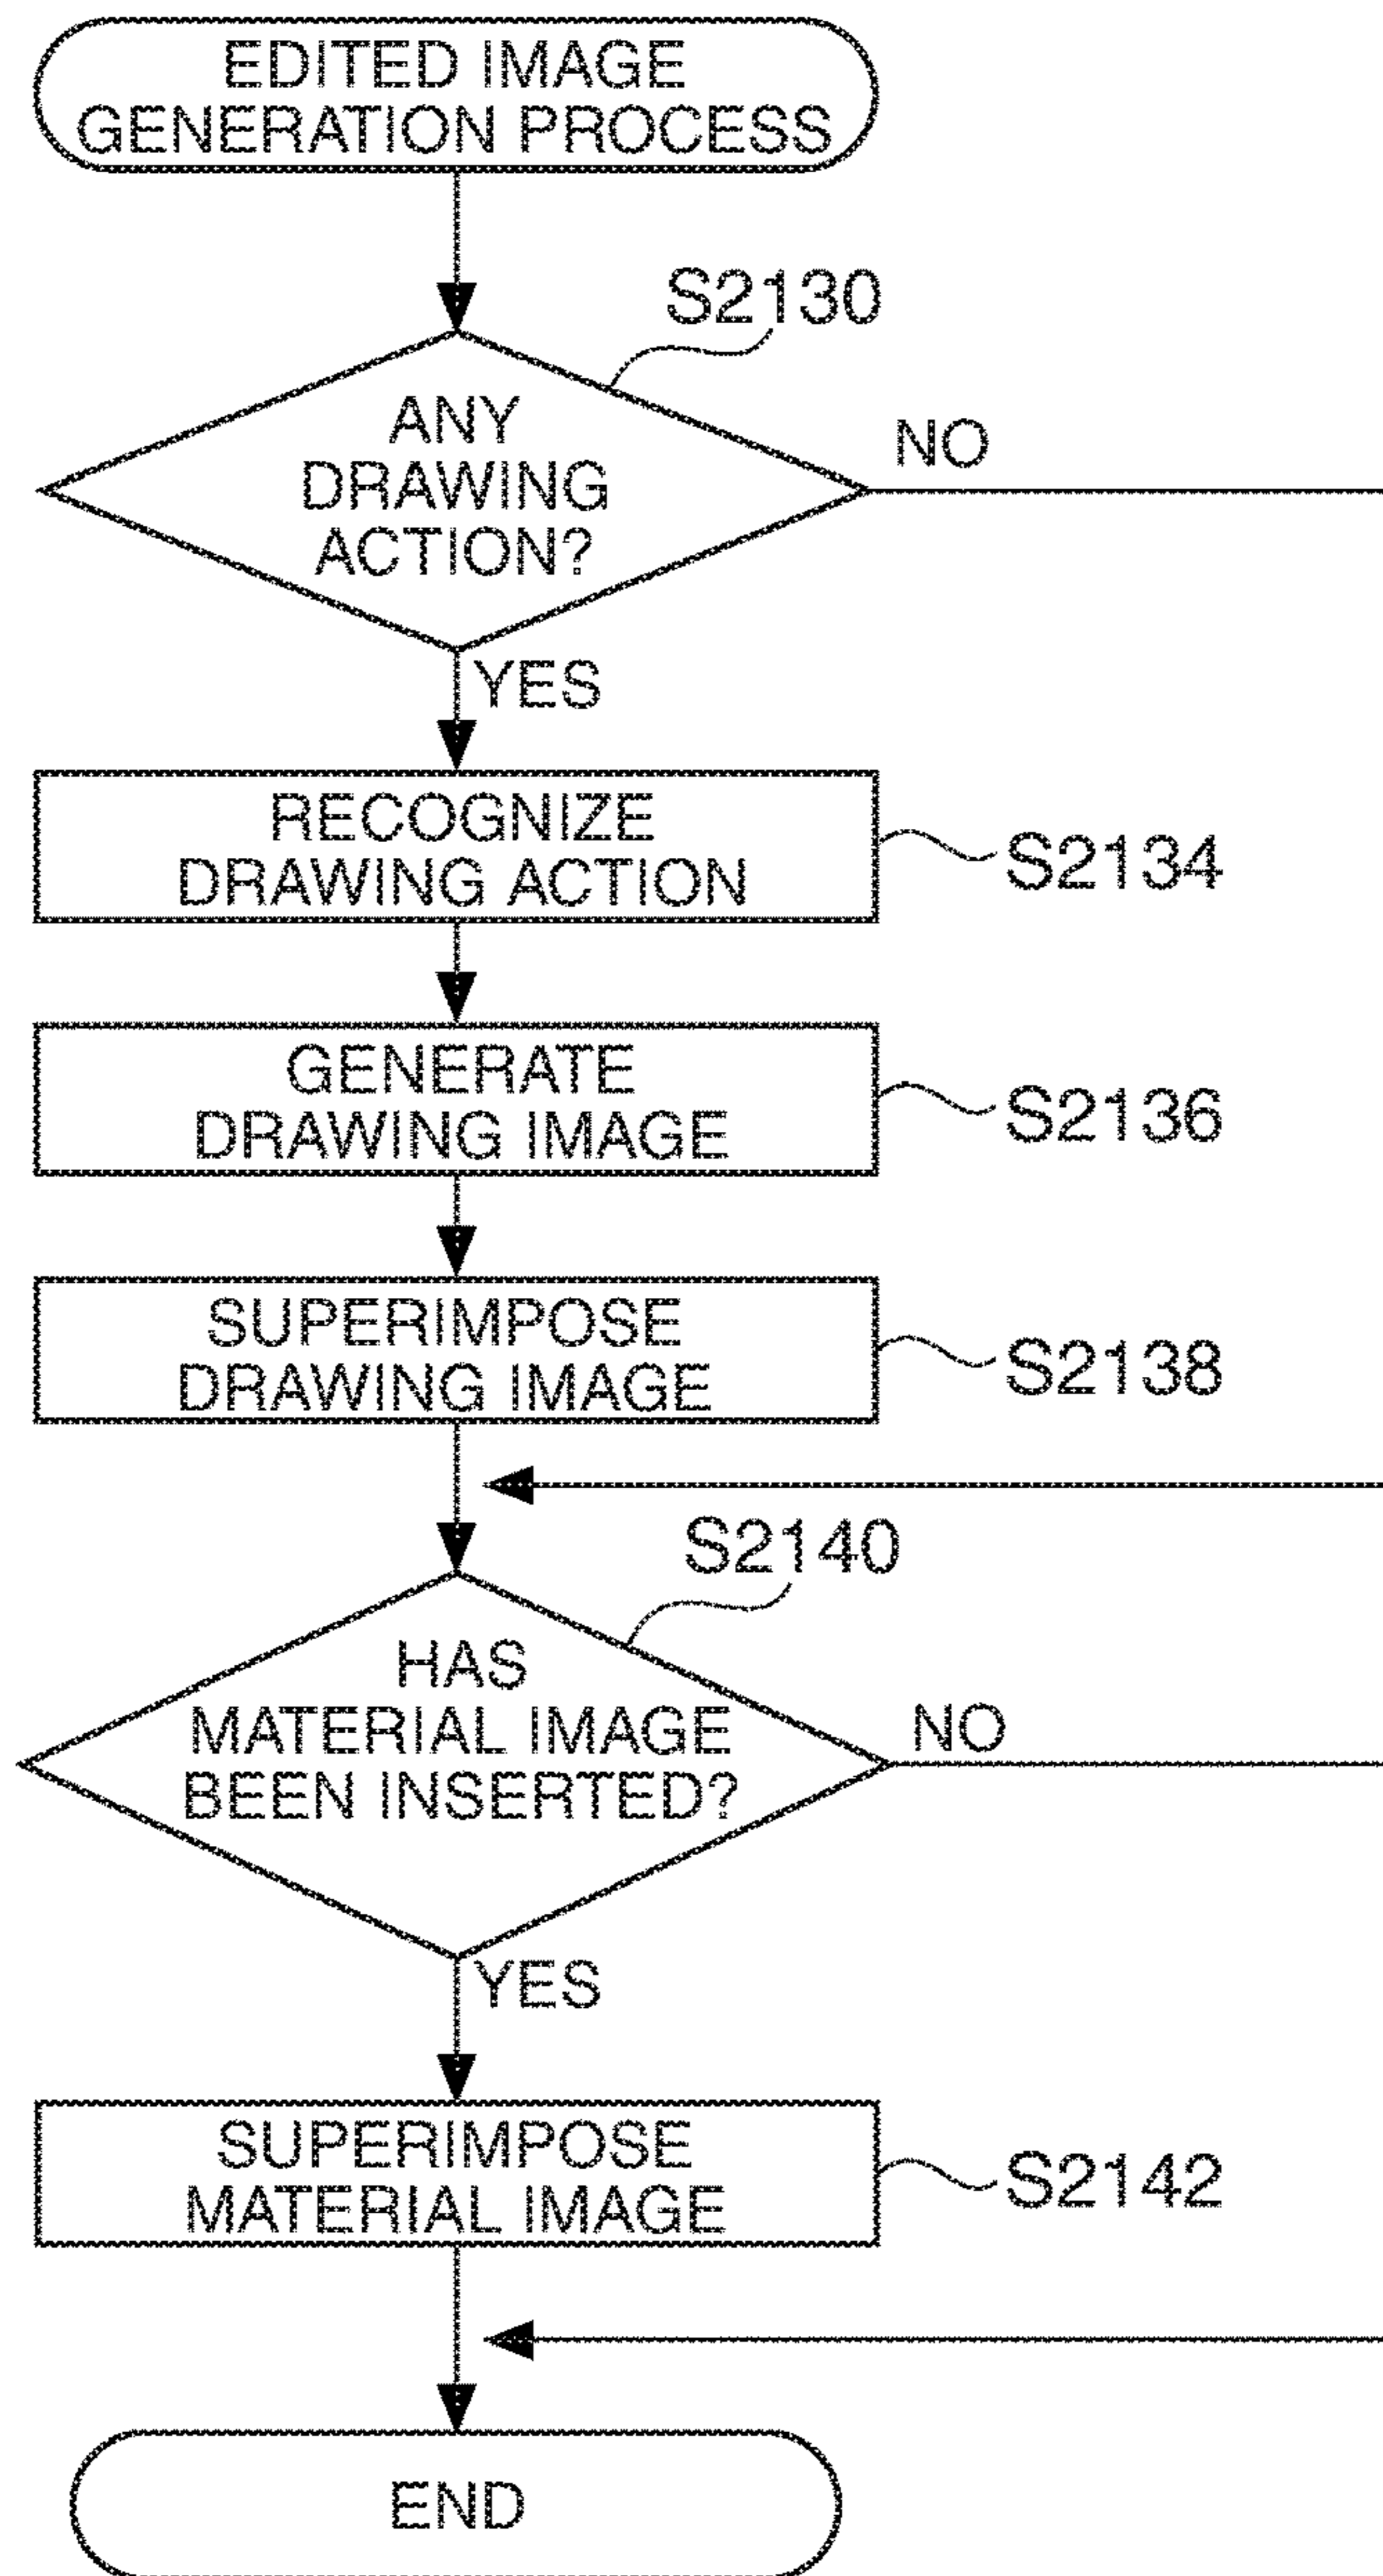 EDITED IMAGE
GENERATION PROCESS
S2130
ANY
DRAWING
ACTION?
NO
YES
RECOGNIZE
DRAWING ACTION
S2134
GENERATE
DRAWING IMAGE
S2136
SUPERIMPOSE
DRAWING IMAGE
S2138
S2140
HAS
MATERIAL IMAGE
BEEN INSERTED?
NO
YES
SUPERIMPOSE
MATERIAL IMAGE
S2142
END